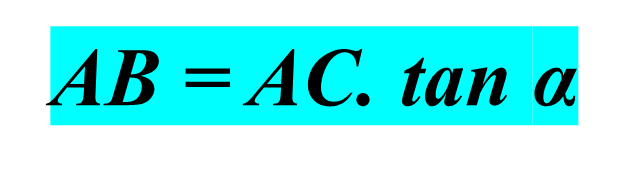 AB = AC. tan α